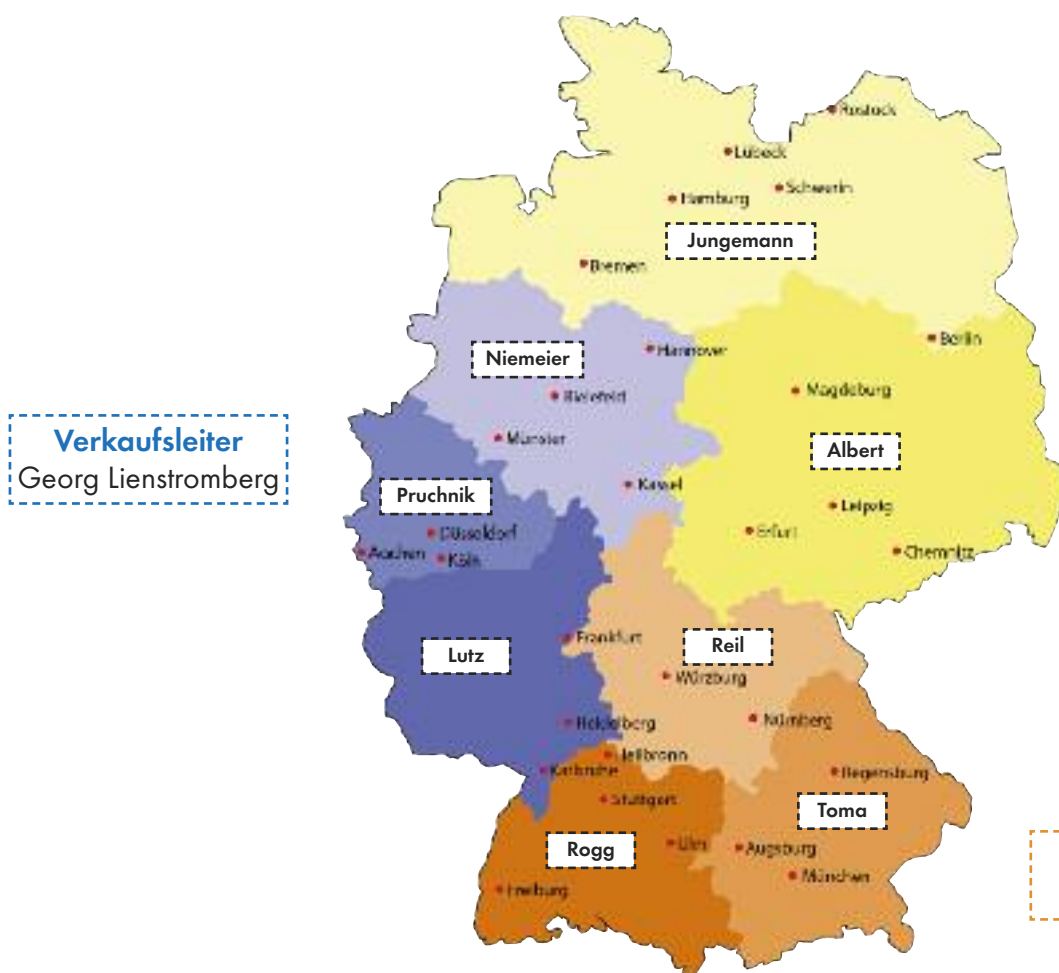 Rostock
Lübeck
Schwerin
Hamburg
Jungemann
Bremen
Berlin
Hannover
Niemeier
Magdeburg
Bielefeld
Verkaufsleiter
Georg Lienstromberg
Münster
Albert
Kassel
Pruchnik
Leipzig
Düsseldorf
Erfurt
Aachen
Köln
Chemnitz
Frankfurt
Reil
Lutz
Würzburg
Nürnberg
Heidelberg
Heilbronn
Karlsruhe
Regensburg
Stuttgart
Toma
Ulm
Rogg
Augsburg
München
Freiburg